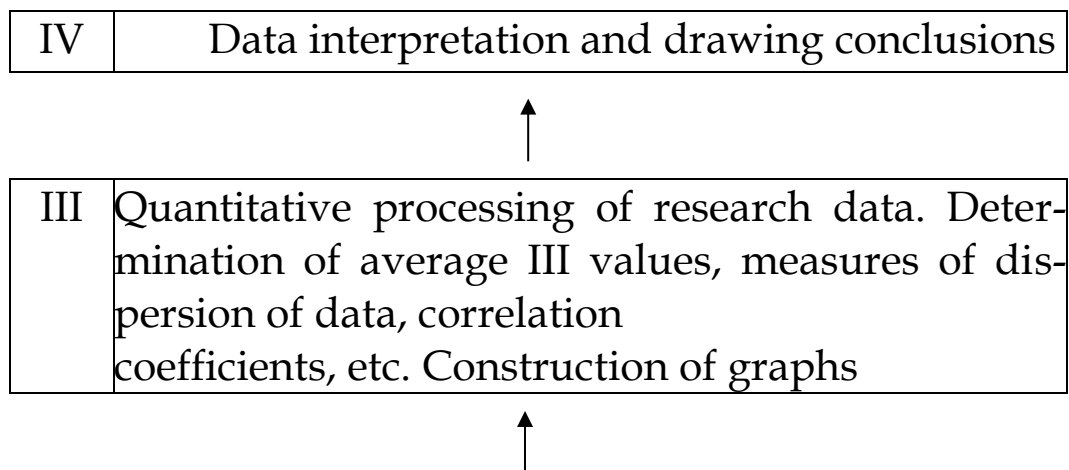 IV Data interpretation and drawing conclusions
III Quantitative processing of research data. Deter-
mination of average III values, measures of dis-
persion of data, correlation
coefficients, etc. Construction of graphs